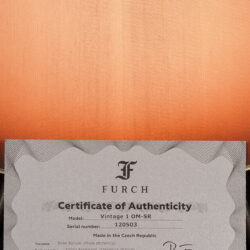 F
FURCH
Certificate of Authenticity
Model: Vintage 1 OM-SR
Serial number: 120503
Made in the Czech Republic